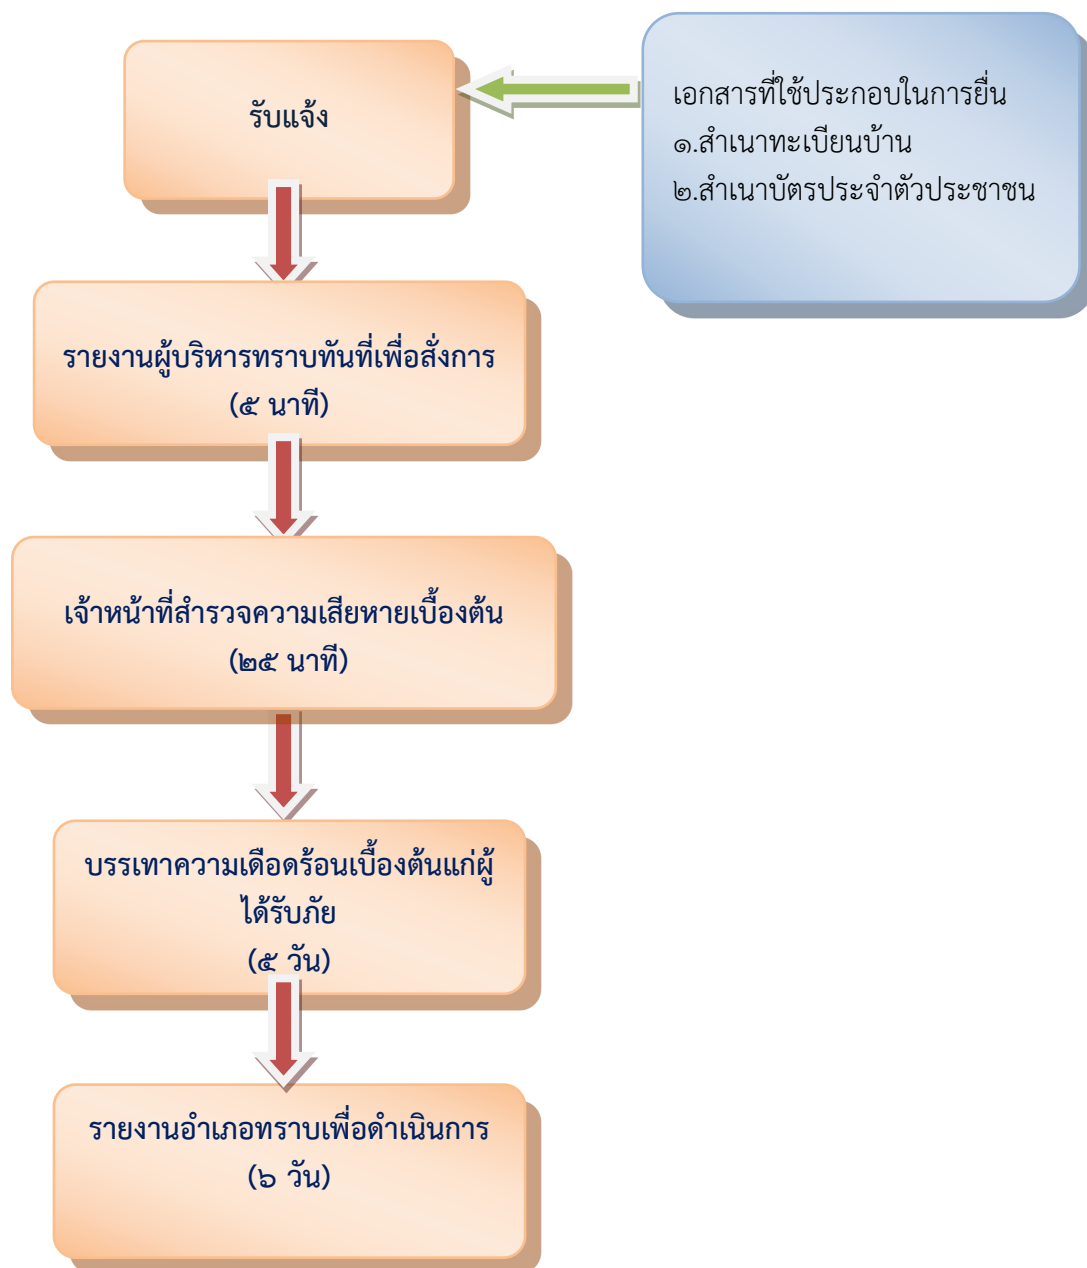 รับแจ้ง
เอกสารที่ใช้ประกอบในการยื่น
๑.สำเนาทะเบียนบ้าน
๒.สำเนาบัตรประจำตัวประชาชน
รายงานผู้บริหารทราบทันที่เพื่อสั่งการ
(๕ นาที)
เจ้าหน้าที่สำรวจความเสียหายเบื้องต้น
(๒๕ นาที)
บรรเทาความเดือดร้อนเบื้องต้นแก่ผู้
ได้รับภัย
(๕ วัน)
รายงานอำเภอทราบเพื่อดำเนินการ
(๖ วัน)